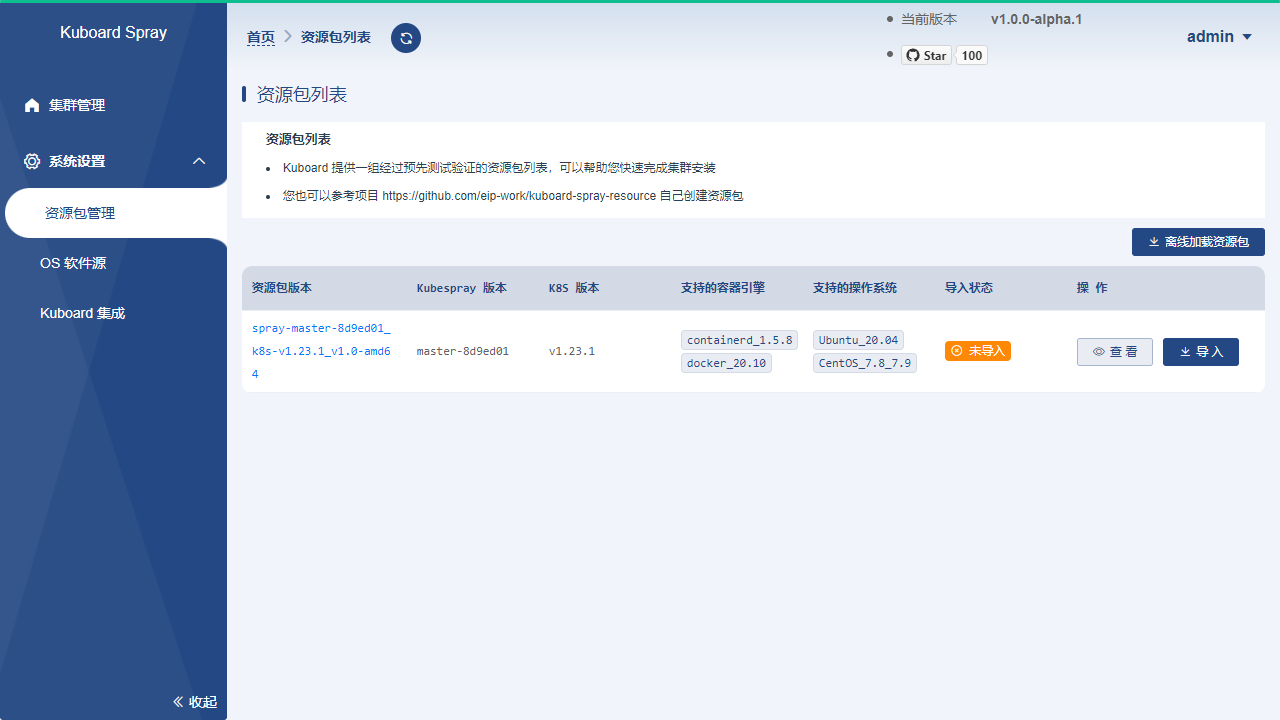 Kuboard Spray
集群管理
系统设置
资源包管理
OS 软件源
Kuboard 集成
收起
首页
资源包列表
当前版本 v1.0.0-alpha.1
Star 100
admin
资源包列表
资源包列表
Kuboard 提供一组经过预先测试验证的资源包列表，可以帮助您快速完成集群安装
您也可以参考项目 https://github.com/eip-work/kuboard-spray-resource 自己创建资源包
离线加载资源包
资源包版本 Kubespray 版本 K8S 版本 支持的容器引擎 支持的操作系统 导入状态 操 作
spray-master-8d9ed01_
k8s-v1.23.1_v1.0-amd6
4
master-8d9ed01
v1.23.1
containerd_1.5.8
docker_20.10
Ubuntu_20.04
CentOS_7.8_7.9
未导入
查 看
导 入